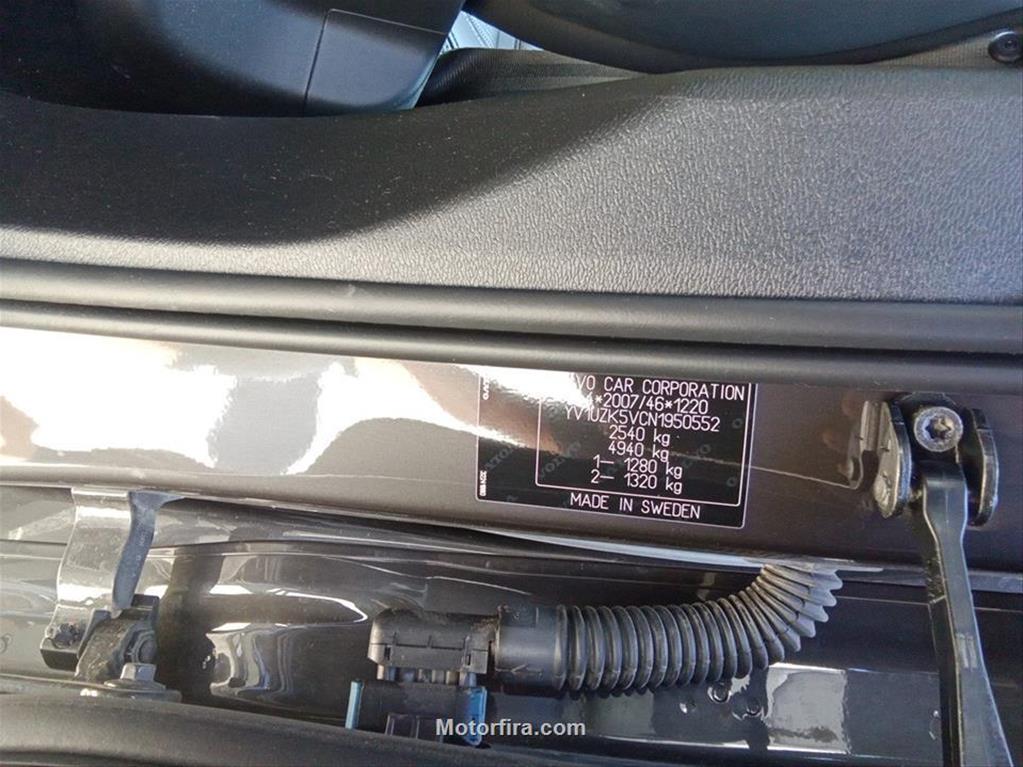 VO CAR CORPORATION
*2007/46*1220
YV1UZK5VCN1950552
2540 kg
4940 kg
1– 1280 kg
2– 1320 kg
MADE IN SWEDEN
VOLVO
Motorfira.com